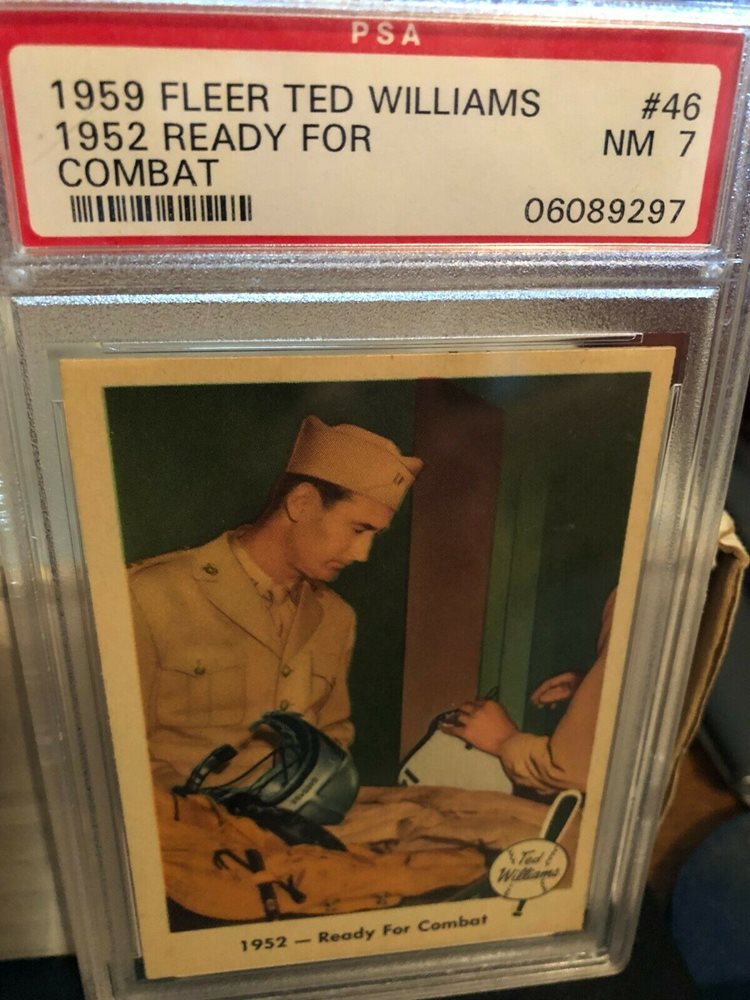 PSA
1959 FLEER TED WILLIAMS #46
1952 READY FOR NM 7
COMBAT
06089297
Ted
Williams
1952 — Ready For Combat